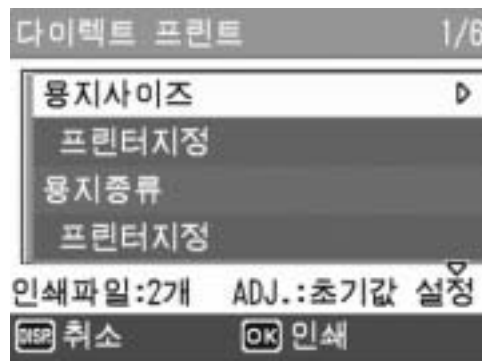 다이렉트 프린트 1/6
용지사이즈
프린터지정
용지종류
프린터지정
인쇄파일:2개 ADJ.:초기값 설정
DISP. 취소 OK 인쇄